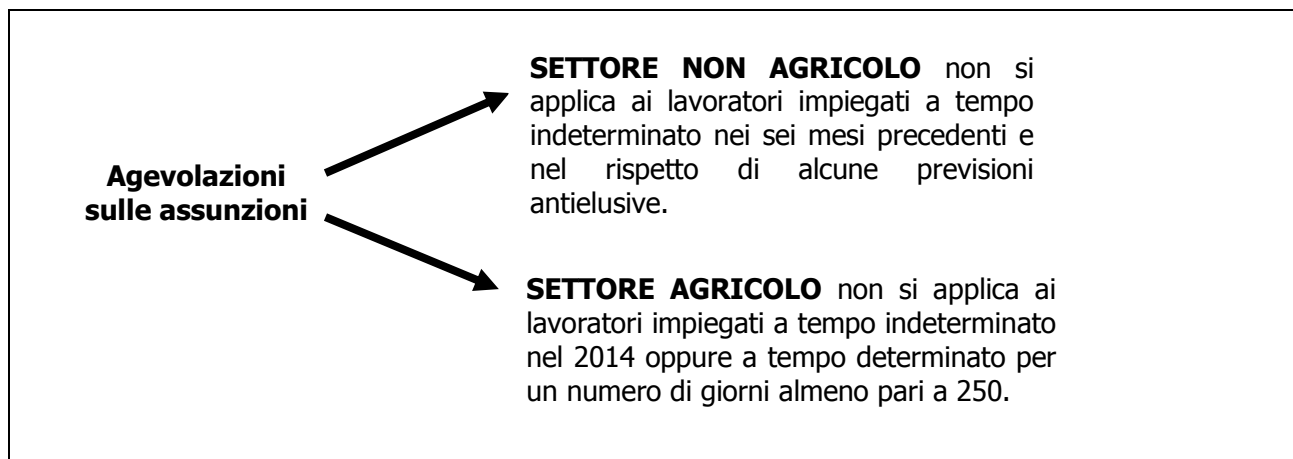 Agevolazioni
sulle assunzioni
SETTORE NON AGRICOLO non si
applica ai lavoratori impiegati a tempo
indeterminato nei sei mesi precedenti e
nel rispetto di alcune previsioni
antielusive.
SETTORE AGRICOLO non si applica ai
lavoratori impiegati a tempo indeterminato
nel 2014 oppure a tempo determinato per
un numero di giorni almeno pari a 250.